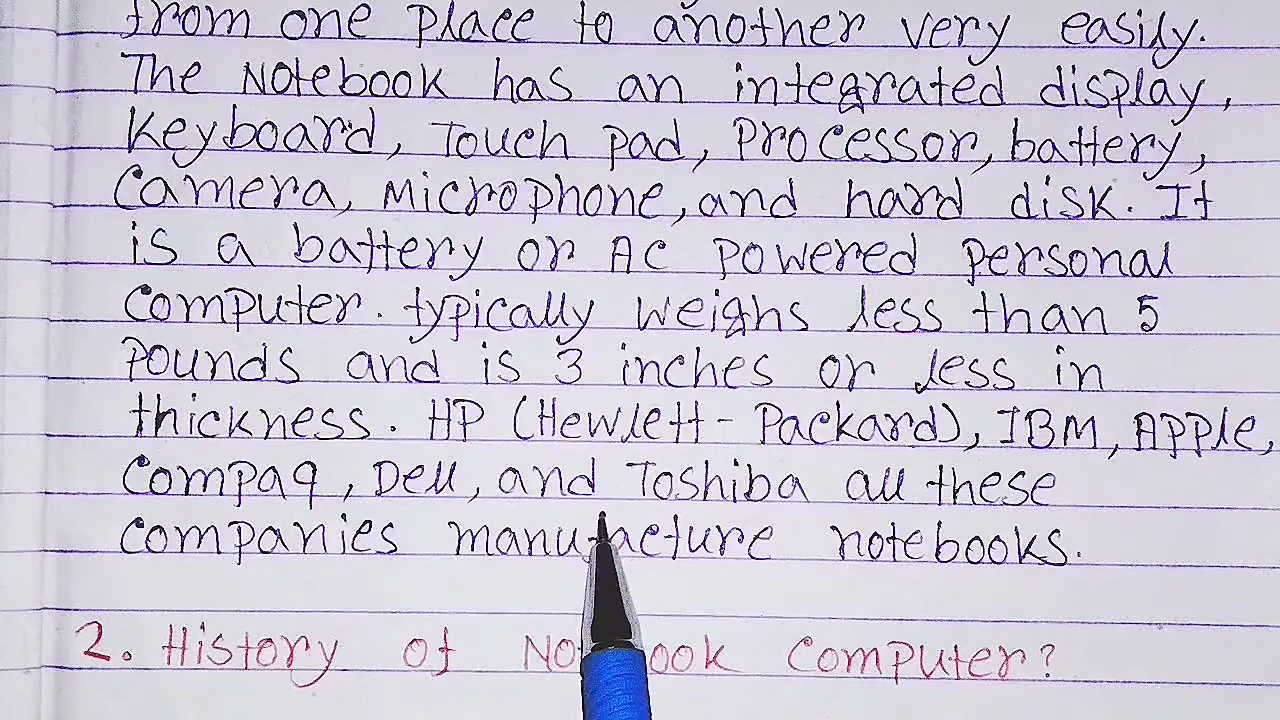 from one place to another very easily.
The Notebook has an integrated display,
Keyboard, Touch pad, Processor, battery,
Camera, Microphone, and hard disk. It
is a battery or AC powered personal
Computer. typically weighs less than 5
Pounds and is 3 inches or less in
thickness. HP (Hewlett-Packard), IBM, Apple,
Compaq, Dell, and Toshiba all these
companies manufacture notebooks.
2. History of Notebook Computer?